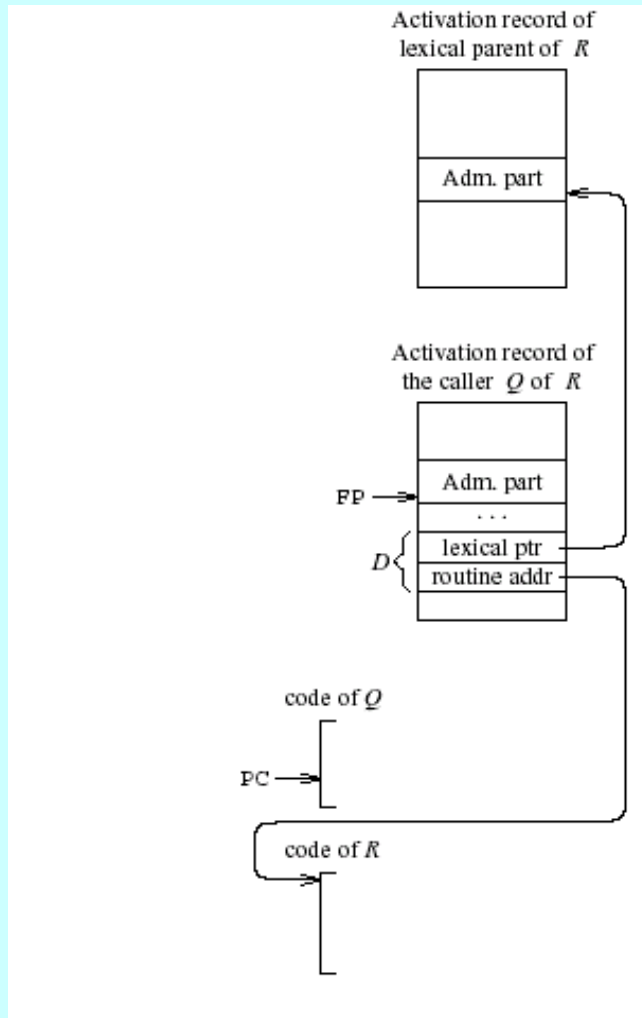 Activation record of
lexical parent of R
Adm. part
Activation record of
the caller Q of R
Adm. part
FP
. . .
lexical ptr
D
routine addr
code of Q
PC
code of R